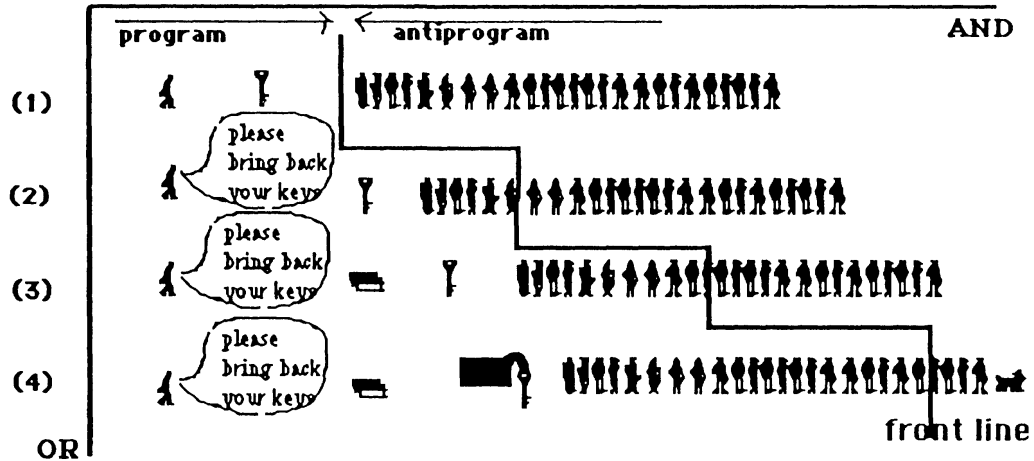 program
antiprogram
AND
(1)
please
bring back
your keys
(2)
please
bring back
your keys
(3)
please
bring back
your keys
(4)
front line
OR